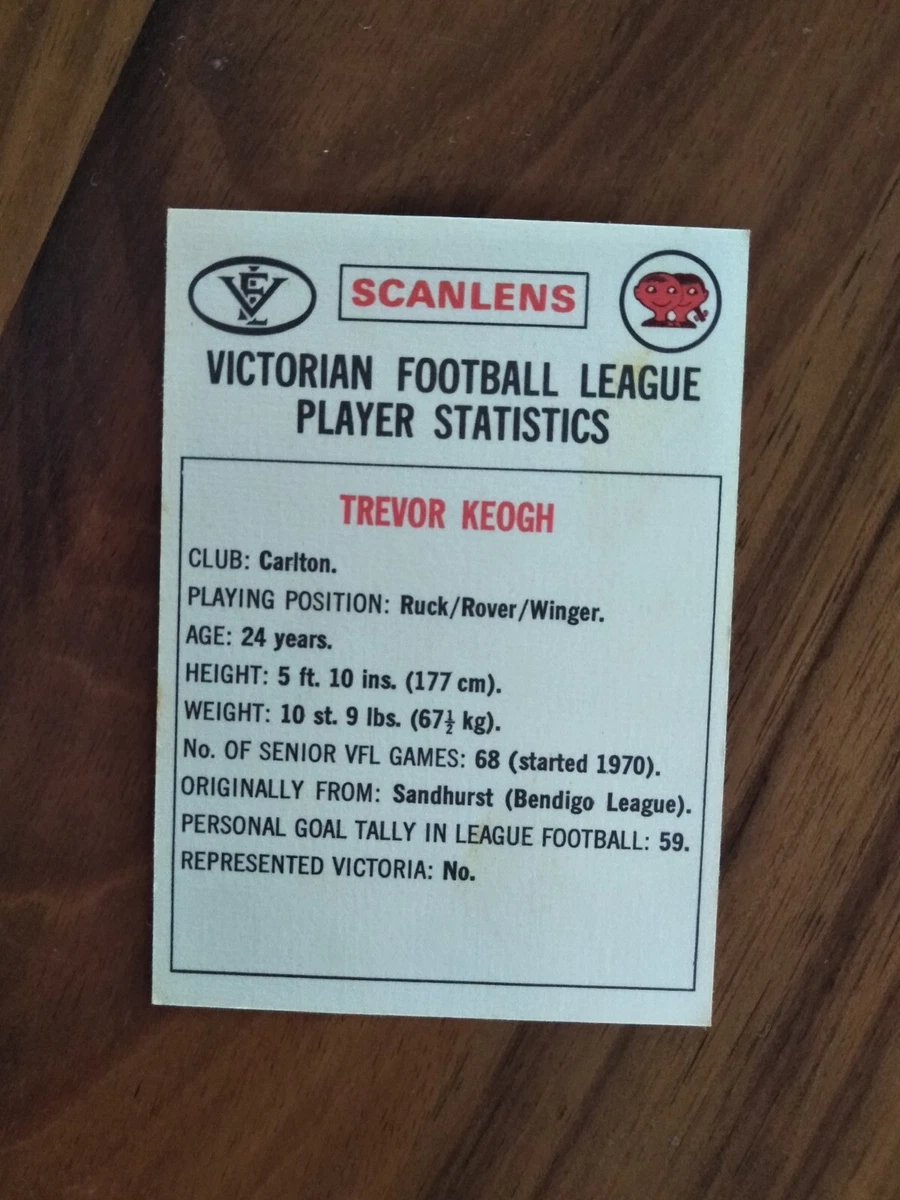 VFL
SCANLENS
VICTORIAN FOOTBALL LEAGUE
PLAYER STATISTICS
TREVOR KEOGH
CLUB: Carlton.
PLAYING POSITION: Ruck/Rover/Winger.
AGE: 24 years.
HEIGHT: 5 ft. 10 ins. (177 cm).
WEIGHT: 10 st. 9 lbs. (67½ kg).
No. OF SENIOR VFL GAMES: 68 (started 1970).
ORIGINALLY FROM: Sandhurst (Bendigo League).
PERSONAL GOAL TALLY IN LEAGUE FOOTBALL: 59.
REPRESENTED VICTORIA: No.